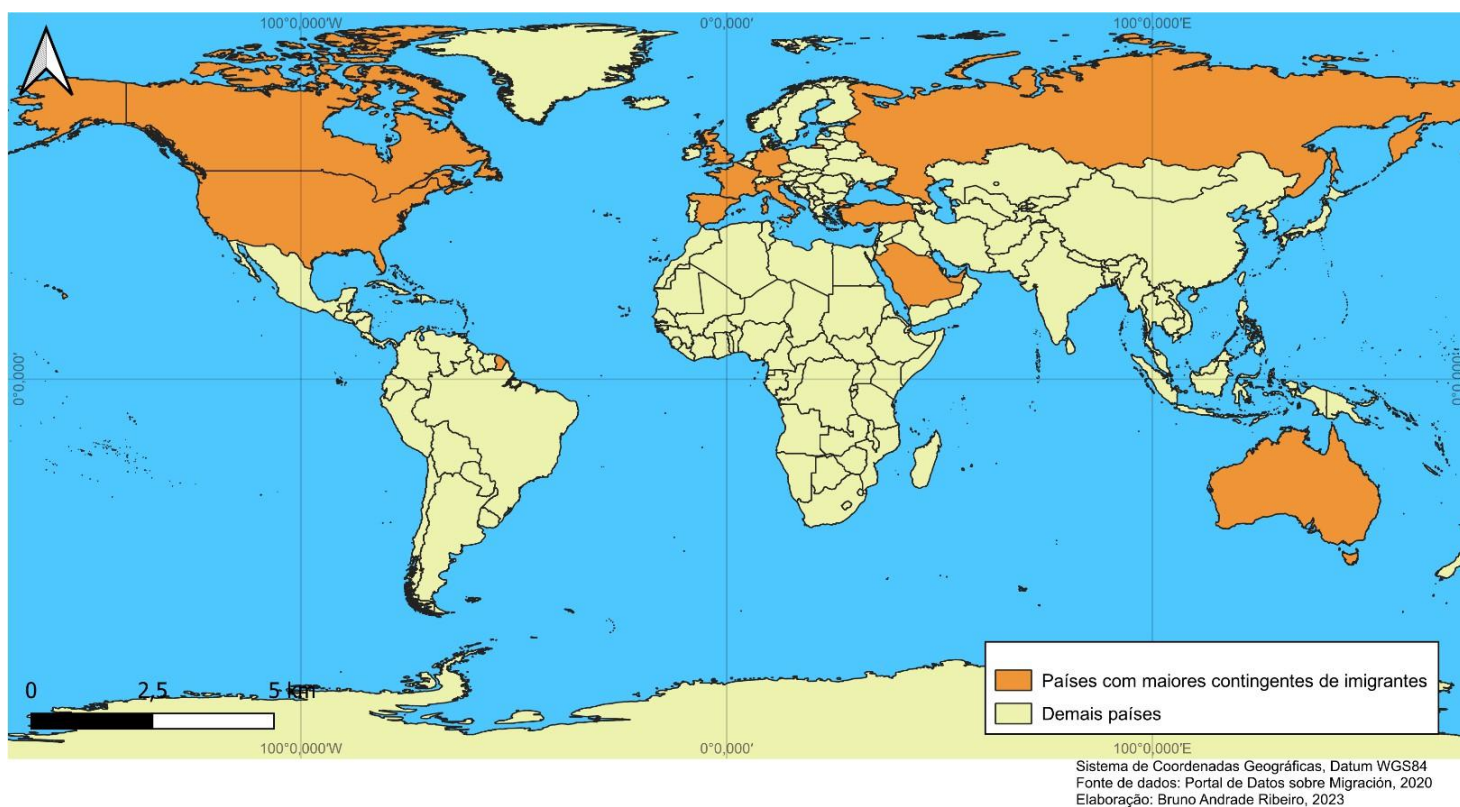 100°0,000'W 0°0,000' 100°0,000'E
0°0,000' 0°0,000'
0 2,5 5 km
Países com maiores contingentes de imigrantes
Demais países
100°0,000'W 0°0,000' 100°0,000'E
Sistema de Coordenadas Geográficas, Datum WGS84
Fonte de dados: Portal de Datos sobre Migración, 2020
Elaboração: Bruno Andrade Ribeiro, 2023